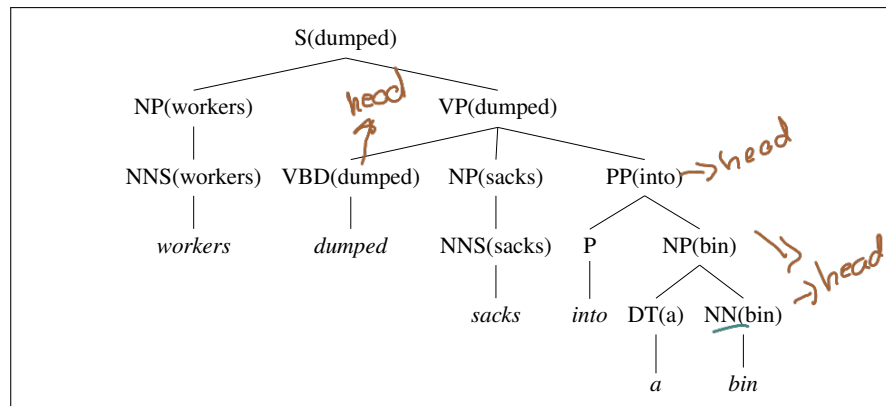 S(dumped)
NP(workers) head VP(dumped)
NNS(workers) VBD(dumped) NP(sacks) PP(into) head
workers dumped NNS(sacks) P NP(bin) head
sacks into DT(a) NN(bin)
a bin